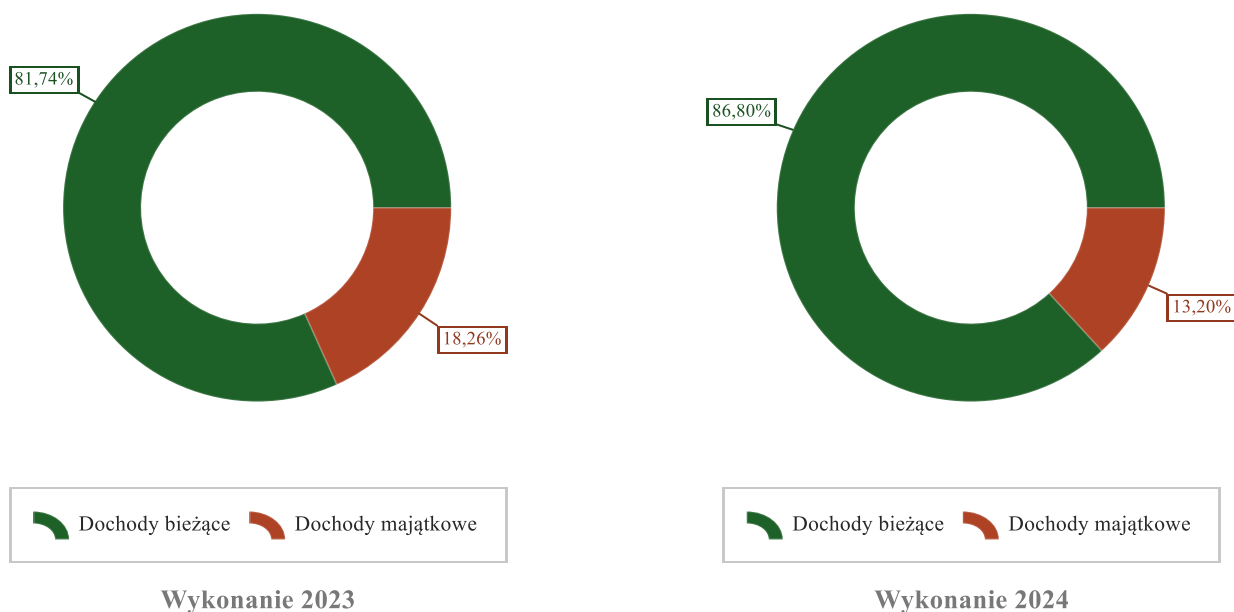 81,74%
18,26%
Dochody bieżące
Dochody majątkowe
Wykonanie 2023
86,80%
13,20%
Dochody bieżące
Dochody majątkowe
Wykonanie 2024